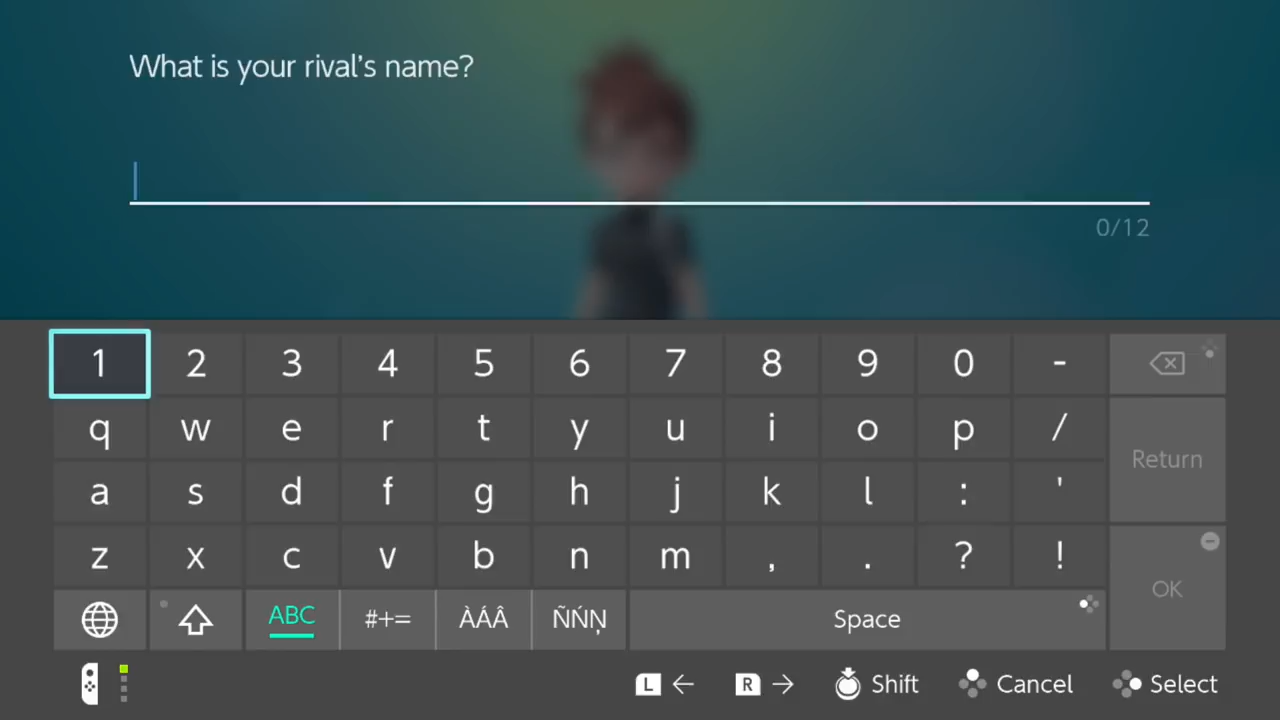 What is your rival's name?
0/12
1 2 3 4 5 6 7 8 9 0 -
q w e r t y u i o p /
Return
a s d f g h j k l : '
z x c v b n m , . ? !
OK
ABC #+= ÀÁÂ ÑŃŅ Space
L ← R → Shift Cancel Select